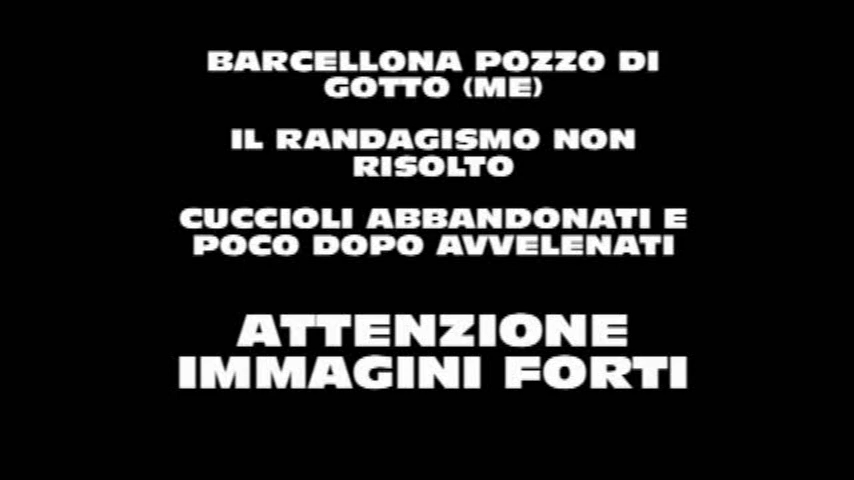 BARCELLONA POZZO DI
GOTTO (ME)
IL RANDAGISMO NON
RISOLTO
CUCCIOLI ABBANDONATI E
POCO DOPO AVVELENATI
ATTENZIONE
IMMAGINI FORTI